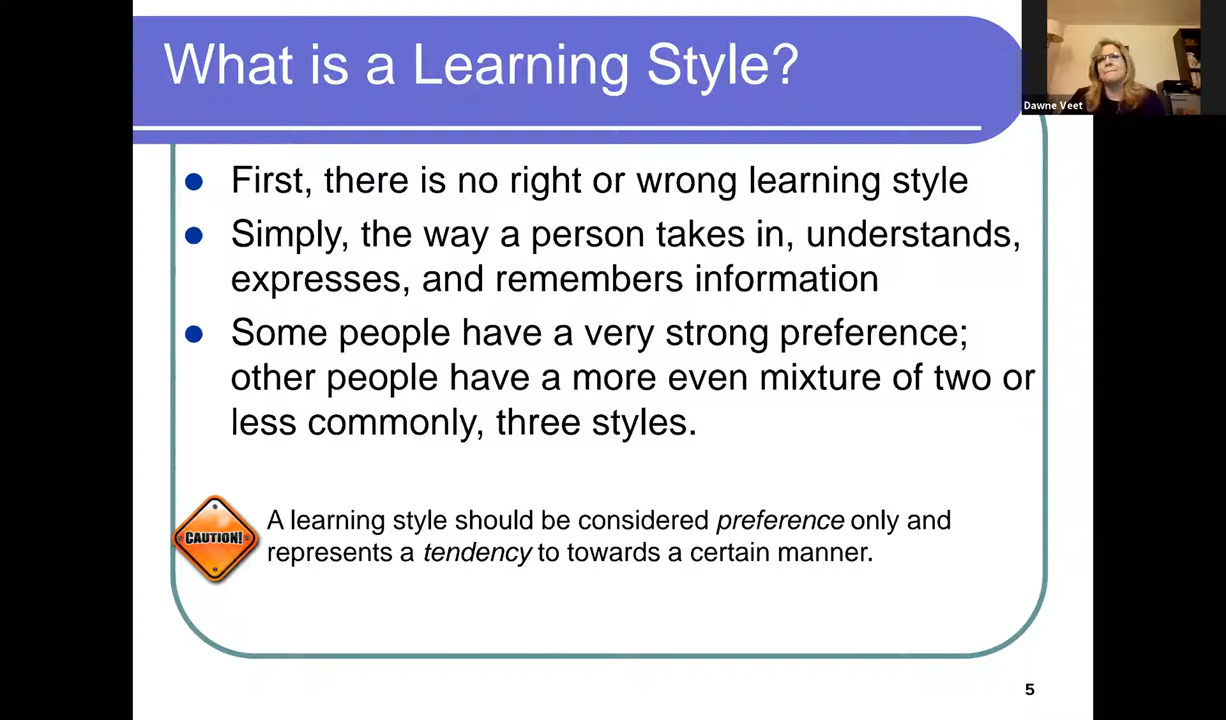 What is a Learning Style?
Dawne Veet
First, there is no right or wrong learning style
Simply, the way a person takes in, understands,
expresses, and remembers information
Some people have a very strong preference;
other people have a more even mixture of two or
less commonly, three styles.
CAUTION!
A learning style should be considered preference only and
represents a tendency to towards a certain manner.
5